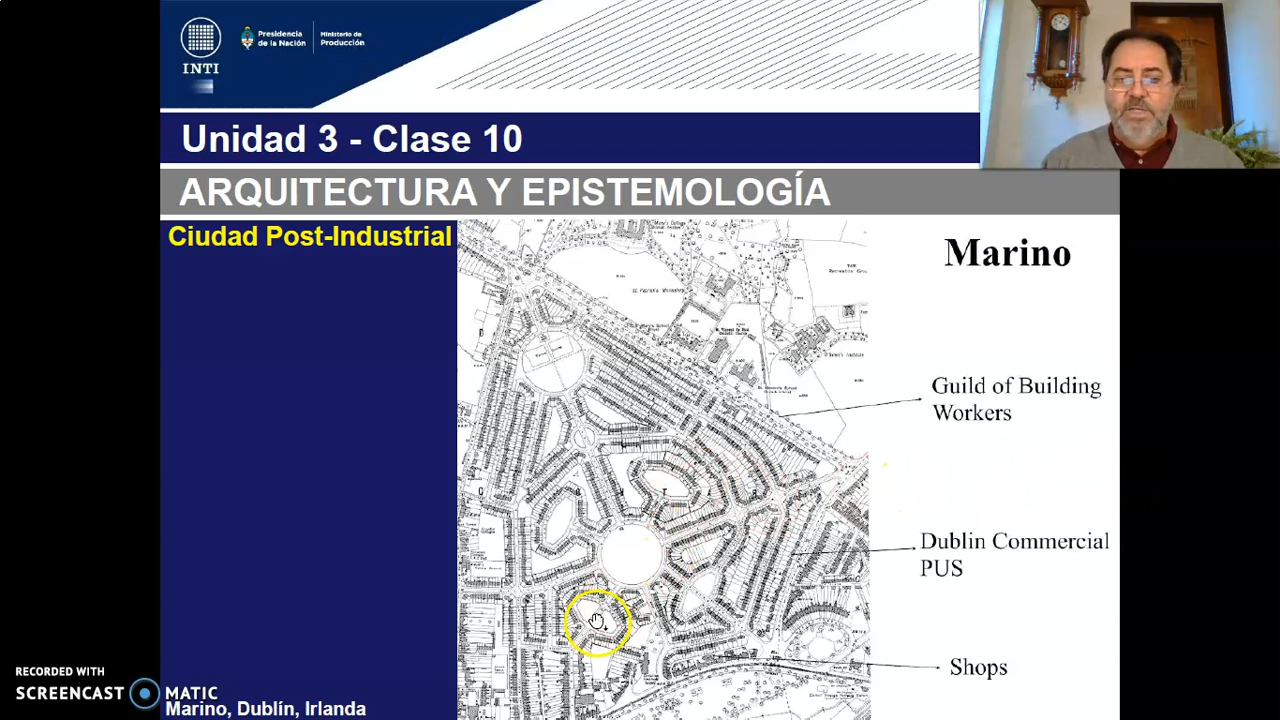 INTI
Presidencia
de la Nación
Ministerio de
Producción
Unidad 3 - Clase 10
ARQUITECTURA Y EPISTEMOLOGÍA
Ciudad Post-Industrial
Marino
Guild of Building
Workers
Dublin Commercial
PUS
Shops
RECORDED WITH
SCREENCAST MATIC
Marino, Dublín, Irlanda